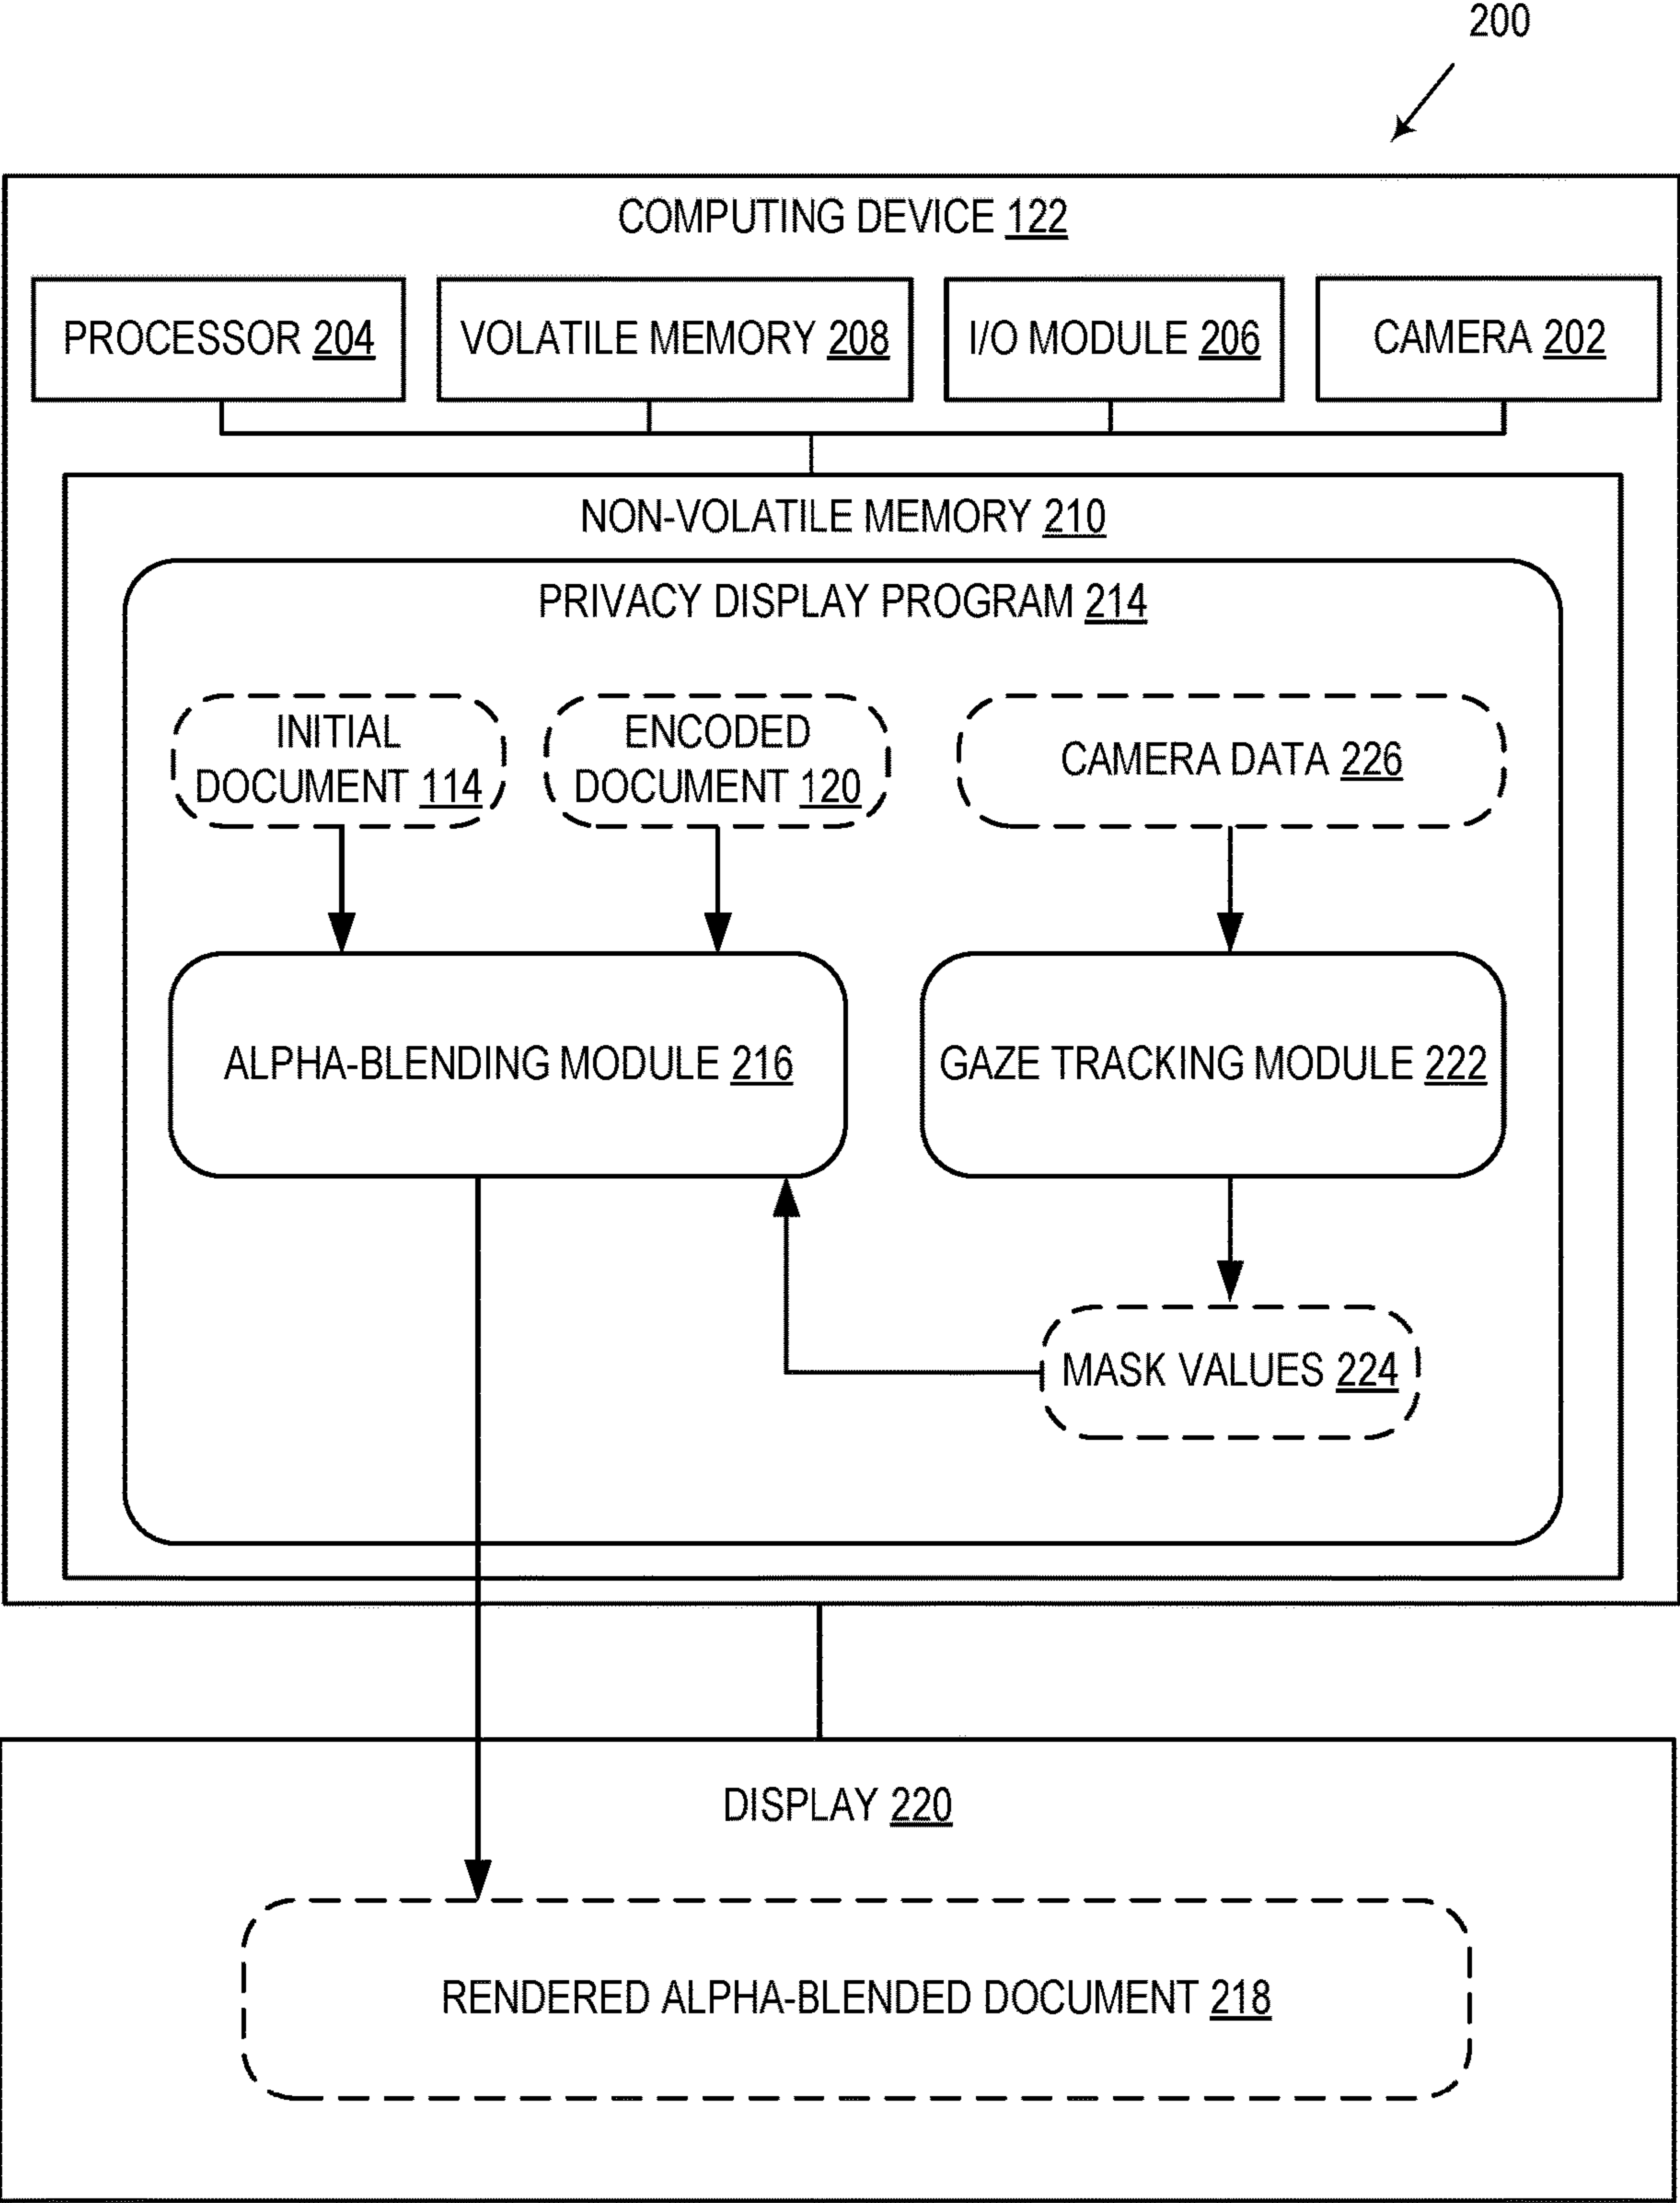 200
COMPUTING DEVICE 122
PROCESSOR 204
VOLATILE MEMORY 208
I/O MODULE 206
CAMERA 202
NON-VOLATILE MEMORY 210
PRIVACY DISPLAY PROGRAM 214
INITIAL
DOCUMENT 114
ENCODED
DOCUMENT 120
CAMERA DATA 226
ALPHA-BLENDING MODULE 216
GAZE TRACKING MODULE 222
MASK VALUES 224
DISPLAY 220
RENDERED ALPHA-BLENDED DOCUMENT 218